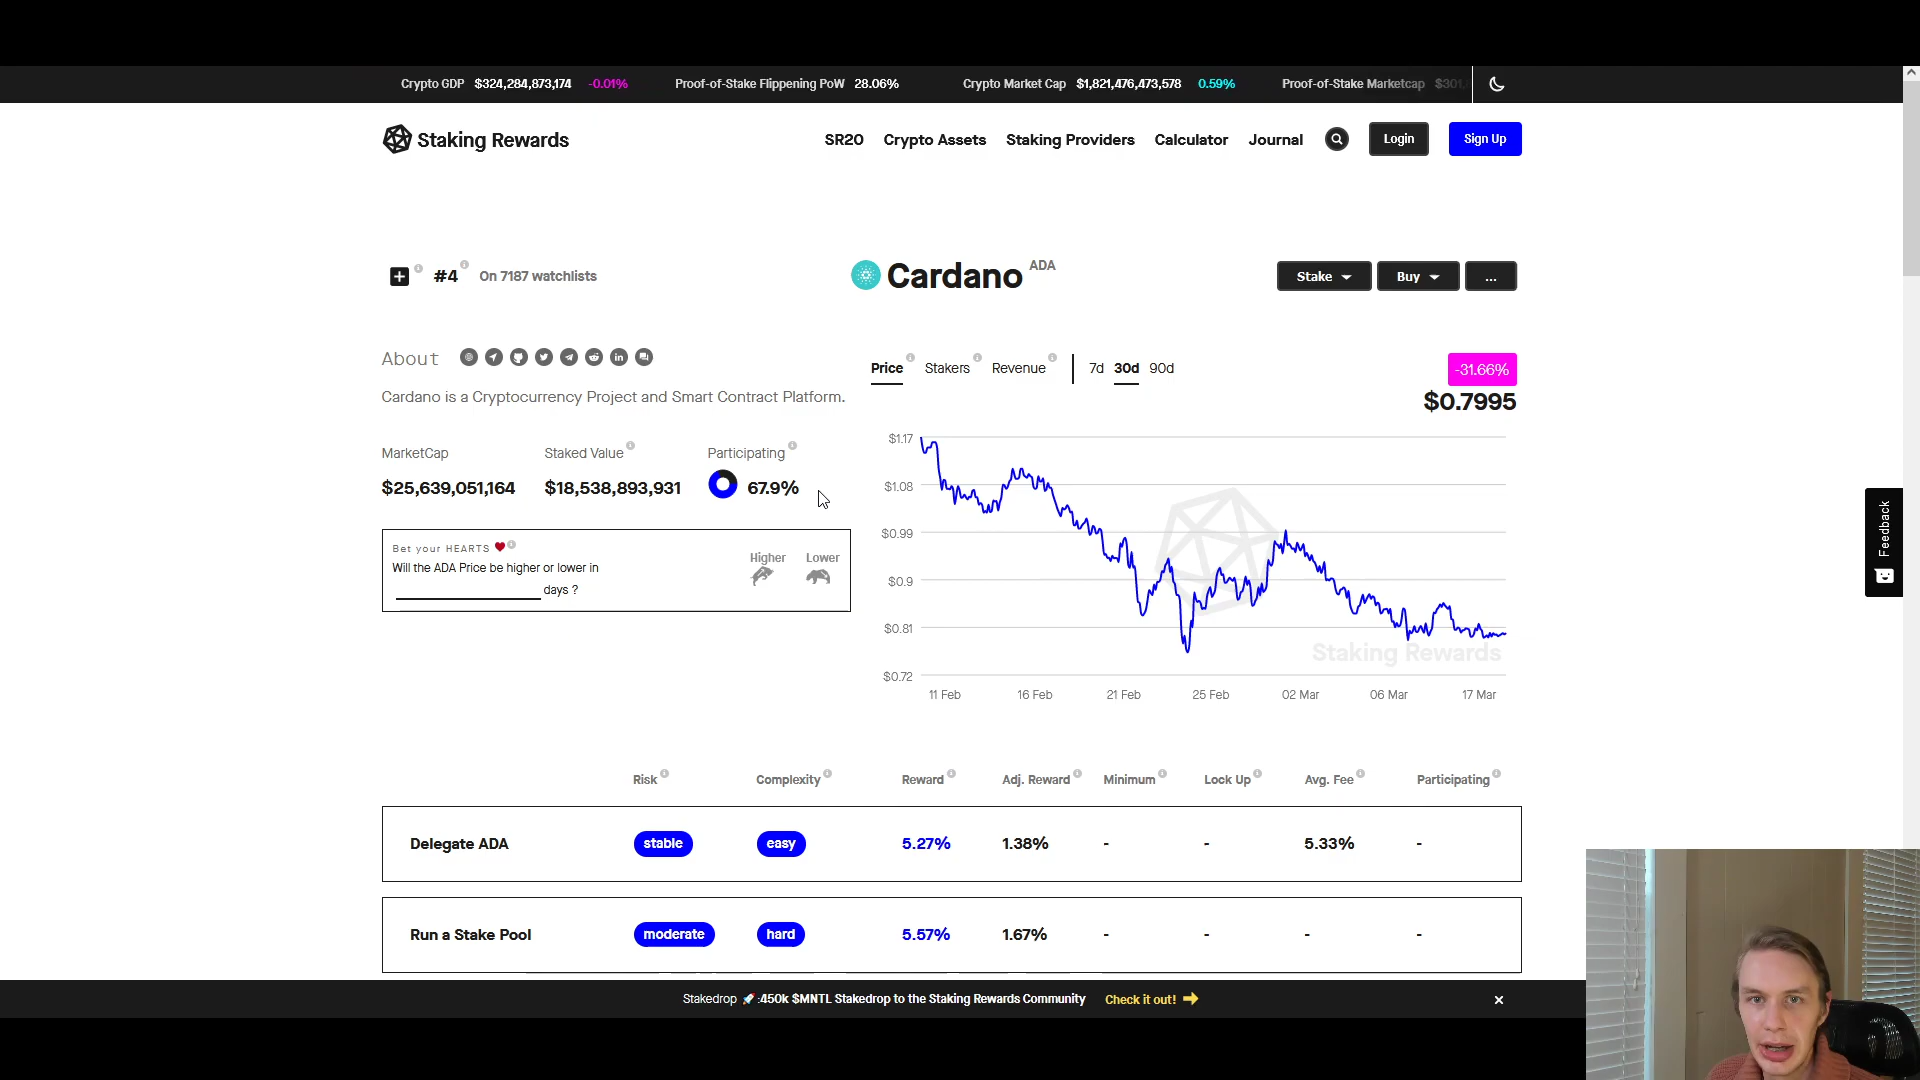 Crypto GDP $324,284,873,174 -0.01% Proof-of-Stake Flippening PoW 28.06% Crypto Market Cap $1,821,476,473,578 0.59% Proof-of-Stake Marketcap
Staking Rewards SR20 Crypto Assets Staking Providers Calculator Journal Login Sign Up
#4 On 7187 watchlists Cardano ADA Stake Buy ...
About
Cardano is a Cryptocurrency Project and Smart Contract Platform.
MarketCap Staked Value Participating
$25,639,051,164 $18,538,893,931 67.9%
Bet your HEARTS
Will the ADA Price be higher or lower in
days ?
Higher Lower
Price Stakers Revenue 7d 30d 90d
-31.66%
$0.7995
$1.17
$1.08
$0.99
$0.9
$0.81
$0.72
Staking Rewards
11 Feb 16 Feb 21 Feb 25 Feb 02 Mar 06 Mar 17 Mar
Feedback
Risk Complexity Reward Adj. Reward Minimum Lock Up Avg. Fee Participating
Delegate ADA stable easy 5.27% 1.38% - - 5.33% -
Run a Stake Pool moderate hard 5.57% 1.67% - - - -
Stakedrop 🚀 :450k $MNTL Stakedrop to the Staking Rewards Community Check it out!